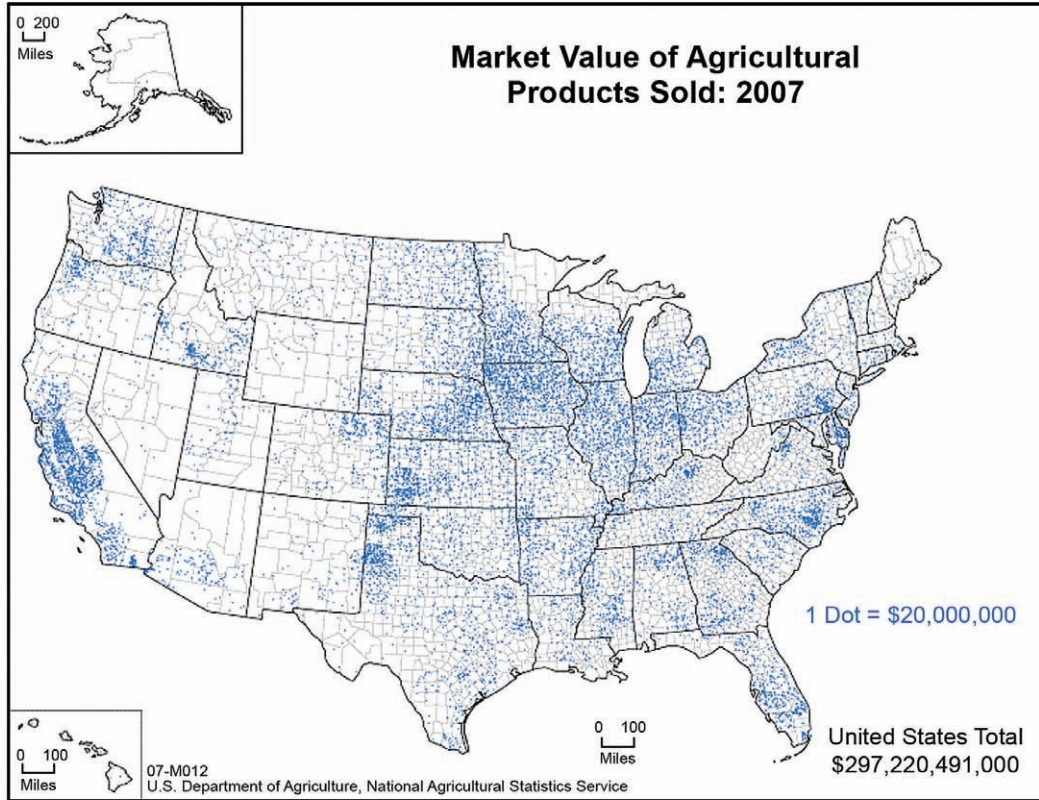 0 200
Miles
Market Value of Agricultural
Products Sold: 2007
1 Dot = $20,000,000
0 100
Miles
0 100
Miles
United States Total
$297,220,491,000
07-M012
U.S. Department of Agriculture, National Agricultural Statistics Service